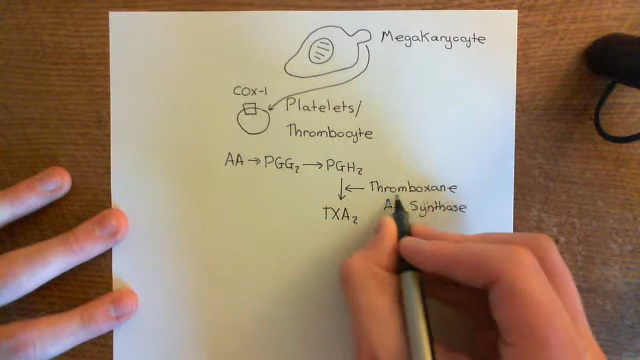 MegaKaryocyte
COX-1
Platelets/
Thrombocyte
AA → PGG₂ → PGH₂
← Thromboxane
Synthase
TXA₂